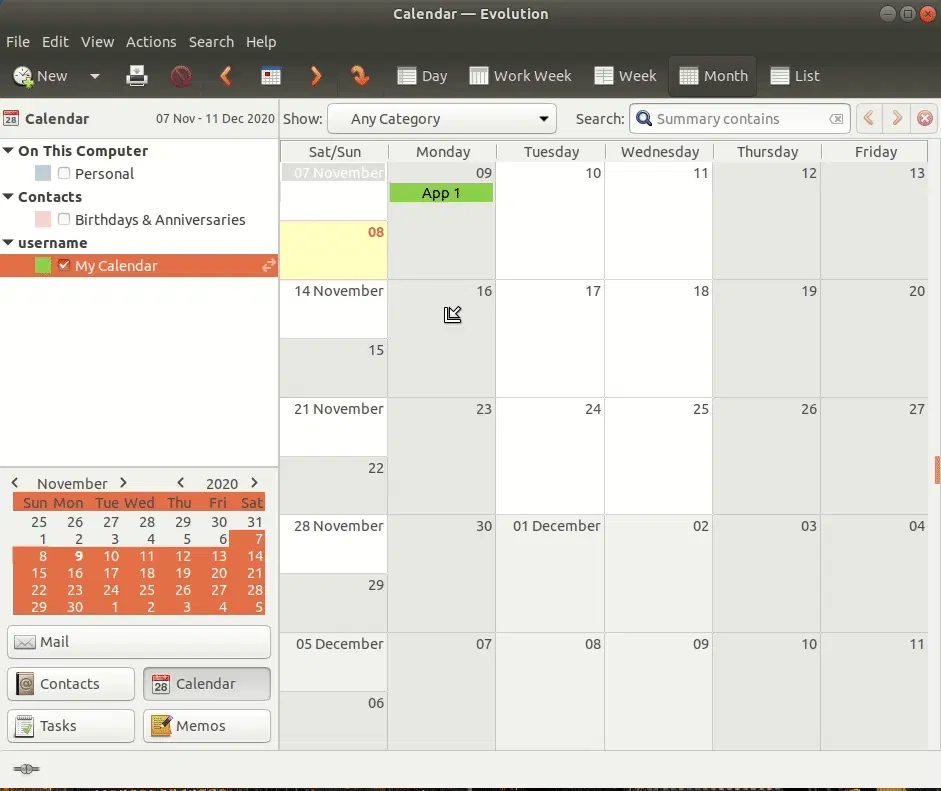 Calendar — Evolution
File Edit View Actions Search Help
New Day Work Week Week Month List
28 Calendar 07 Nov - 11 Dec 2020 Show: Any Category Search: Summary contains
On This Computer
Personal
Contacts
Birthdays & Anniversaries
username
My Calendar
Sat/Sun Monday Tuesday Wednesday Thursday Friday
07 November 09 10 11 12 13
App 1
08
14 November 16 17 18 19 20
15
21 November 23 24 25 26 27
22
28 November 30 01 December 02 03 04
29
05 December 07 08 09 10 11
06
November 2020
Sun Mon Tue Wed Thu Fri Sat
25 26 27 28 29 30 31
1 2 3 4 5 6 7
8 9 10 11 12 13 14
15 16 17 18 19 20 21
22 23 24 25 26 27 28
29 30 1 2 3 4 5
Mail
Contacts 28 Calendar
Tasks Memos